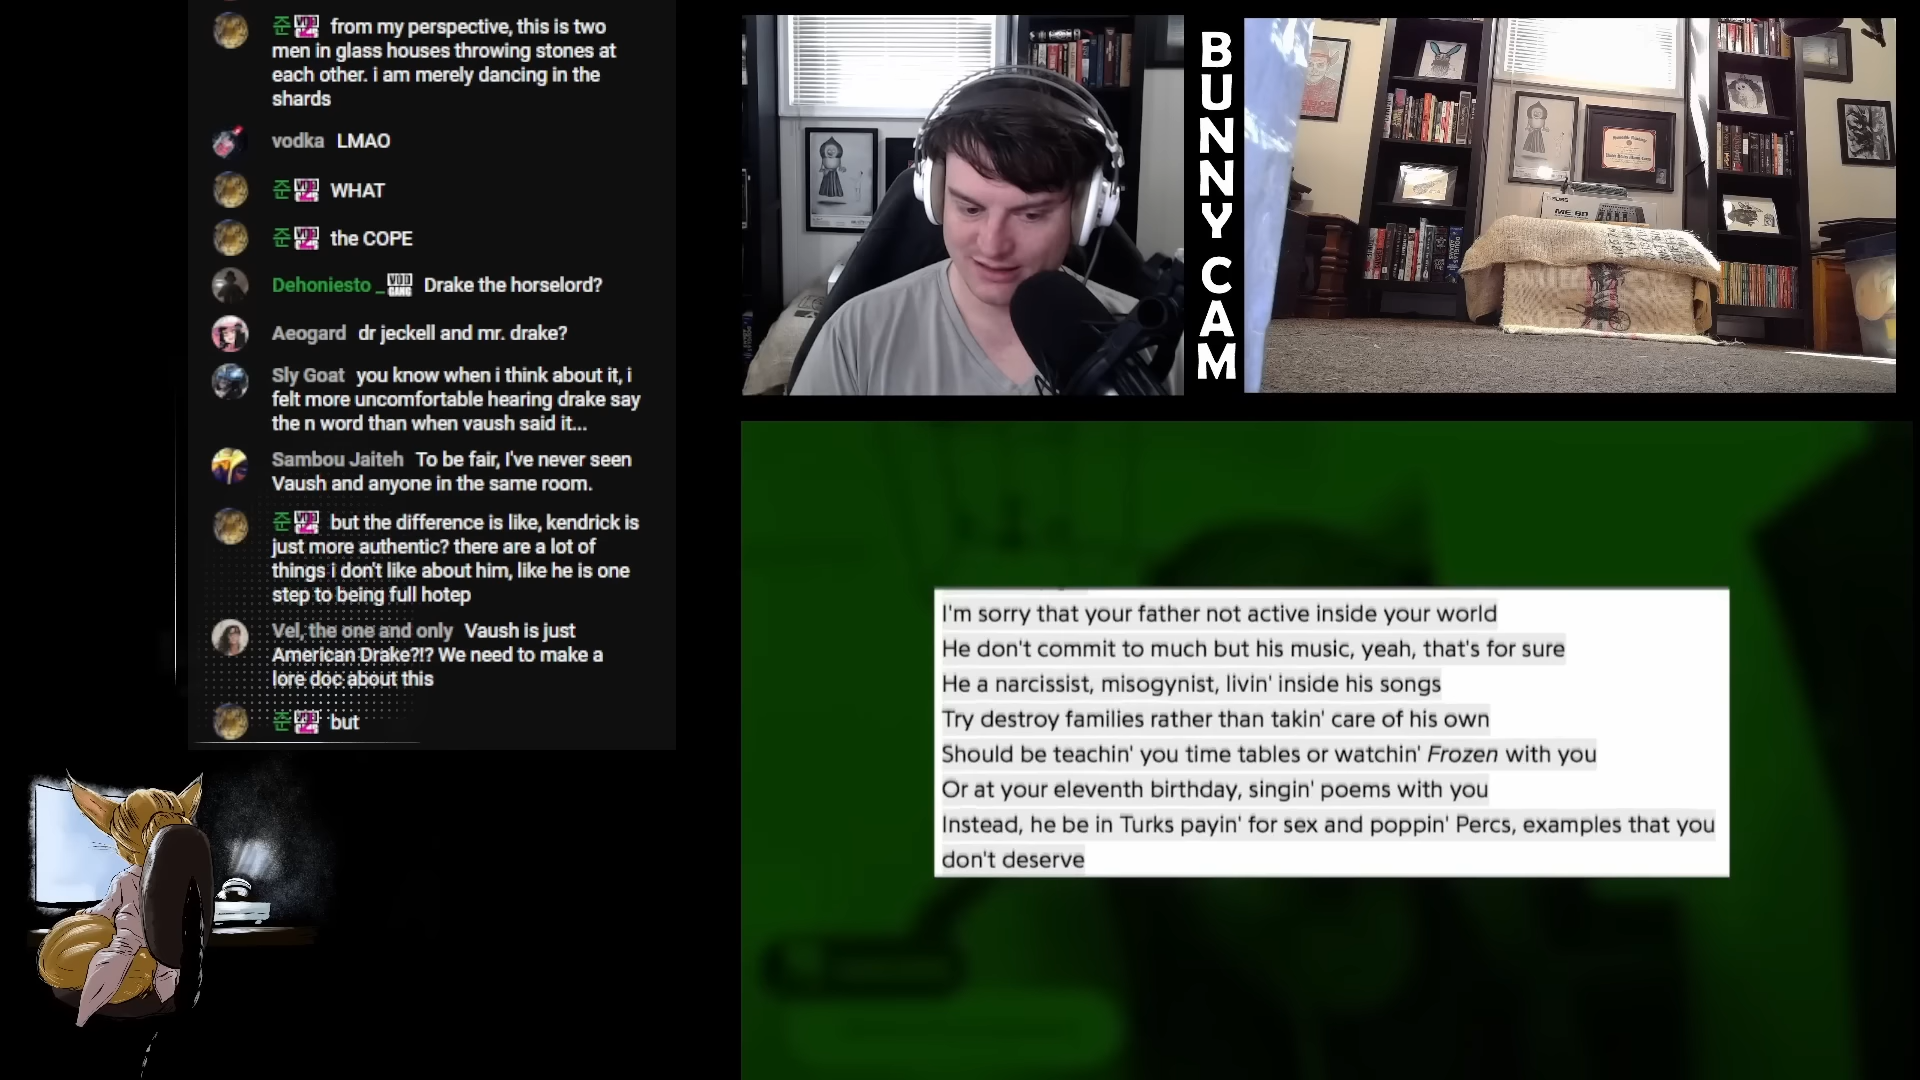 준 from my perspective, this is two
men in glass houses throwing stones at
each other. i am merely dancing in the
shards
vodka LMAO
준 WHAT
준 the COPE
Dehoniesto _ VOD GANG Drake the horselord?
Aeogard dr jeckell and mr. drake?
Sly Goat you know when i think about it, i
felt more uncomfortable hearing drake say
the n word than when vaush said it...
Sambou Jaiteh To be fair, I've never seen
Vaush and anyone in the same room.
준 but the difference is like, kendrick is
just more authentic? there are a lot of
things i don't like about him, like he is one
step to being full hotep
Vel, the one and only Vaush is just
American Drake?!? We need to make a
lore doc about this
준 but
BUNNY CAM
ME 80
I'm sorry that your father not active inside your world
He don't commit to much but his music, yeah, that's for sure
He a narcissist, misogynist, livin' inside his songs
Try destroy families rather than takin' care of his own
Should be teachin' you time tables or watchin' Frozen with you
Or at your eleventh birthday, singin' poems with you
Instead, he be in Turks payin' for sex and poppin' Percs, examples that you
don't deserve